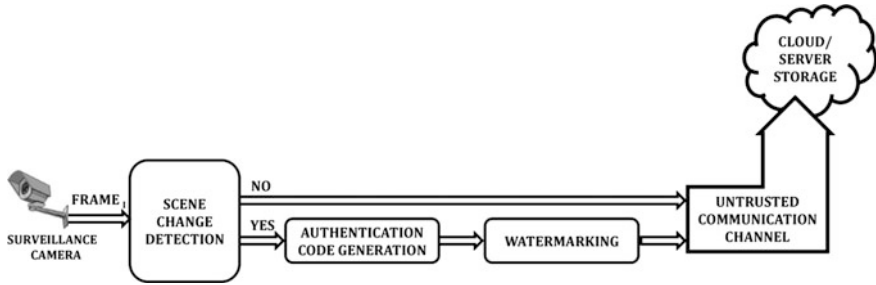 CLOUD/
SERVER
STORAGE
FRAME i
SCENE
CHANGE
DETECTION
NO
YES
AUTHENTICATION
CODE GENERATION
WATERMARKING
UNTRUSTED
COMMUNICATION
CHANNEL
SURVEILLANCE
CAMERA